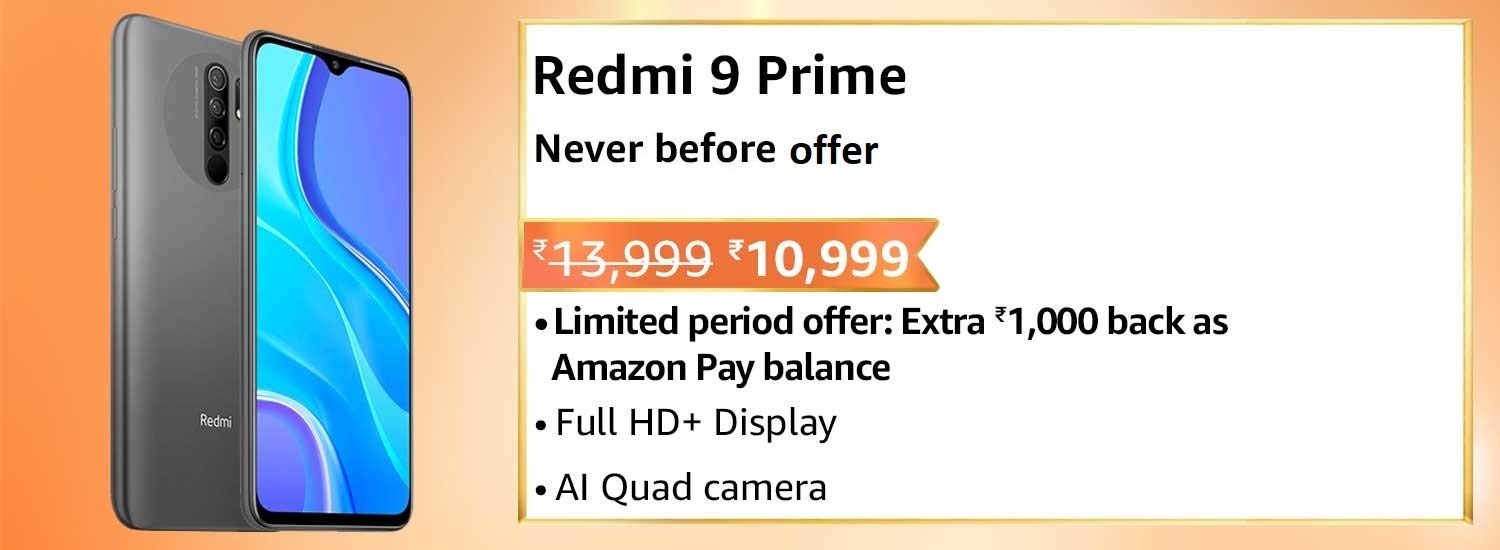 Redmi 9 Prime
Never before offer
₹13,999 ₹10,999
• Limited period offer: Extra ₹1,000 back as
Amazon Pay balance
• Full HD+ Display
• AI Quad camera
Redmi